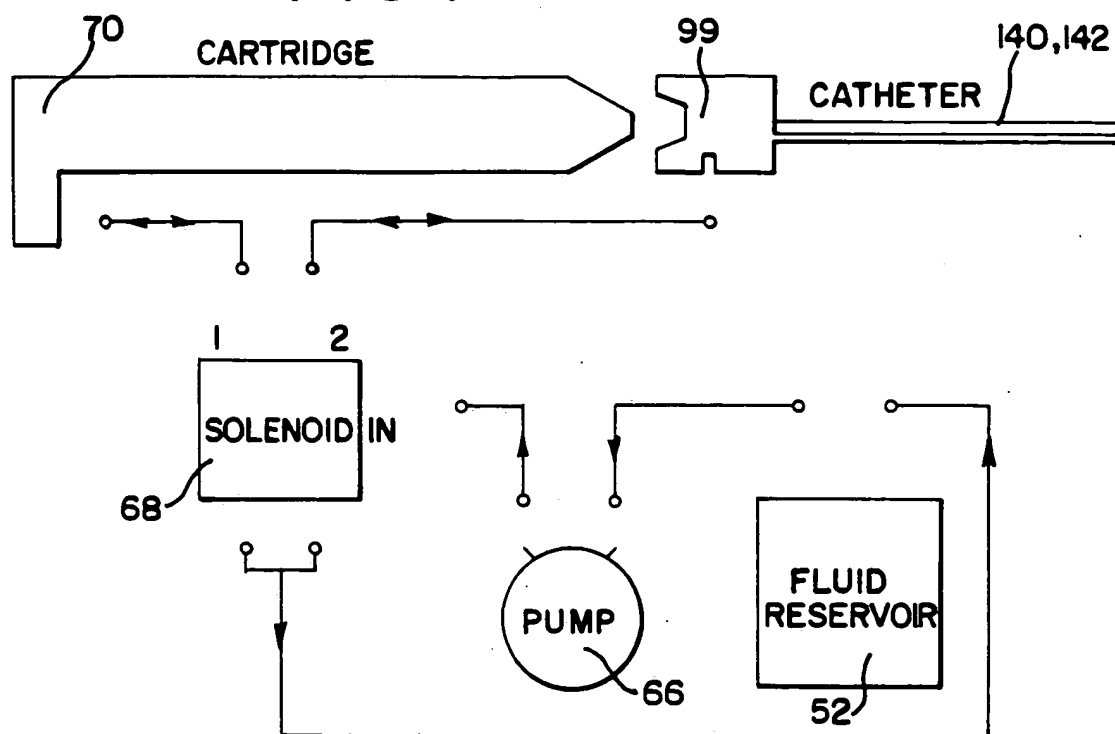 70
CARTRIDGE
99
140,142
CATHETER
1 2
SOLENOID IN
68
PUMP
66
FLUID
RESERVOIR
52